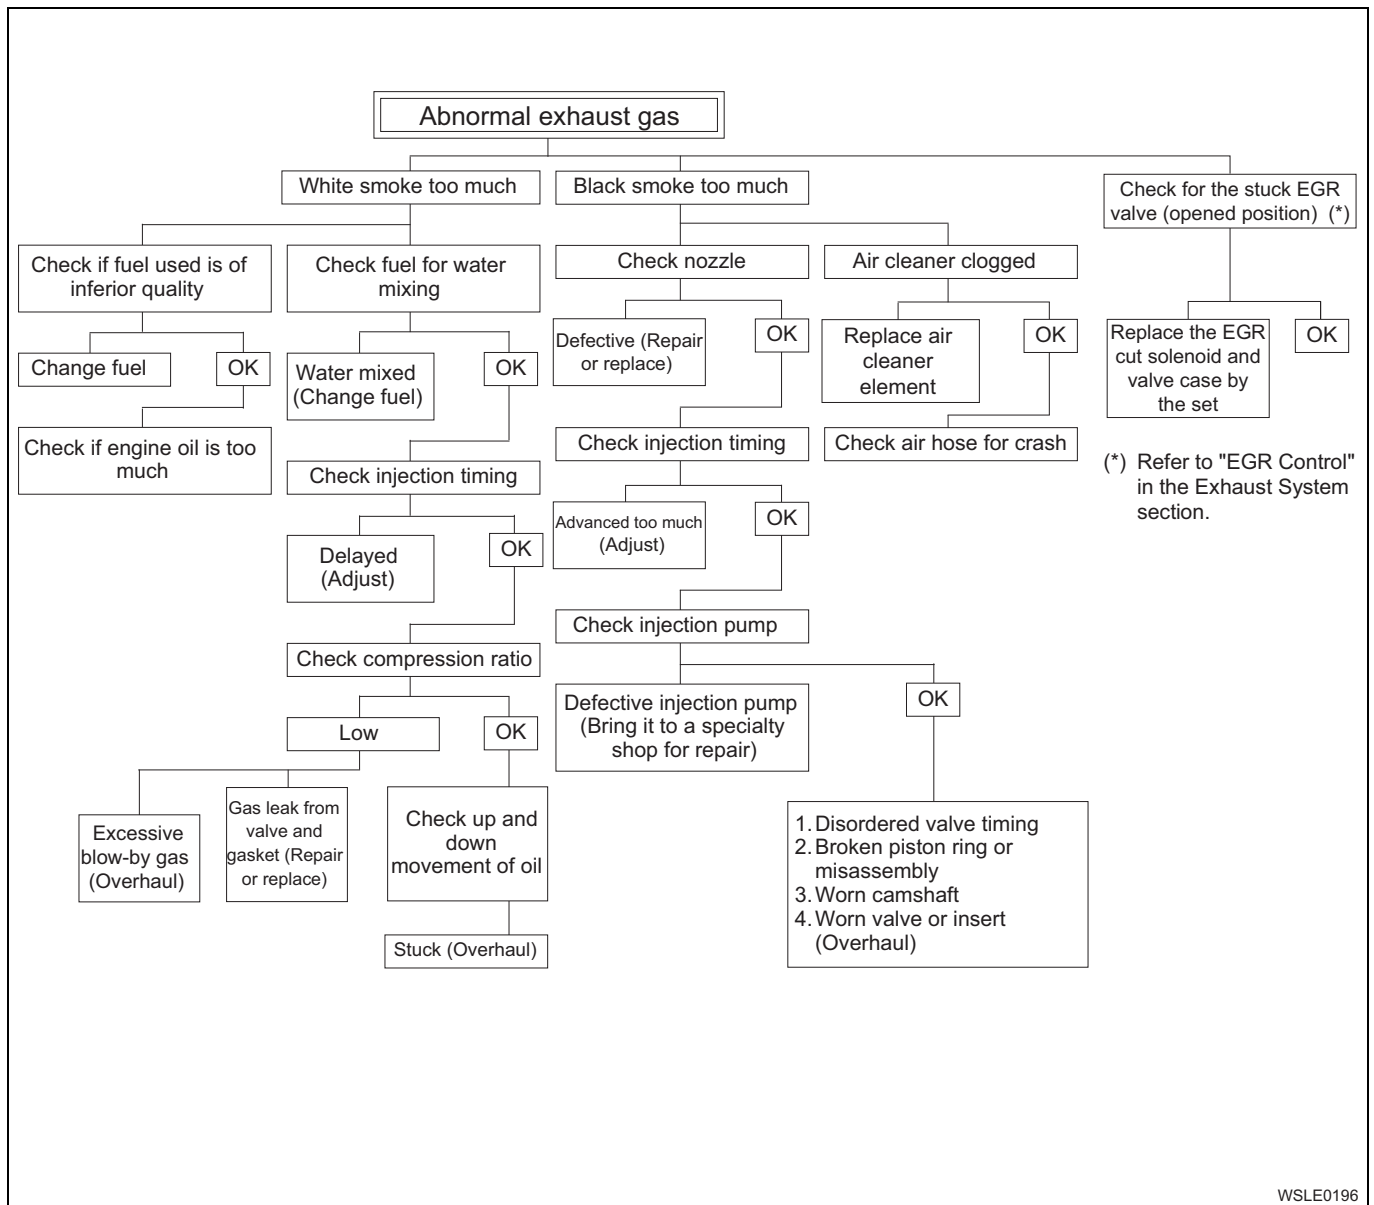 Abnormal exhaust gas
White smoke too much
Black smoke too much
Check for the stuck EGR
valve (opened position) (*)
Check if fuel used is of
inferior quality
Check fuel for water
mixing
Check nozzle
Air cleaner clogged
Change fuel
OK
Water mixed
(Change fuel)
OK
Defective (Repair
or replace)
OK
Replace air
cleaner
element
OK
Replace the EGR
cut solenoid and
valve case by
the set
OK
Check if engine oil is too
much
Check injection timing
Check injection timing
Check air hose for crash
(*) Refer to "EGR Control"
in the Exhaust System
section.
Delayed
(Adjust)
OK
Advanced too much
(Adjust)
OK
Check compression ratio
Check injection pump
Low
OK
Defective injection pump
(Bring it to a specialty
shop for repair)
OK
Excessive
blow-by gas
(Overhaul)
Gas leak from
valve and
gasket (Repair
or replace)
Check up and
down
movement of oil
Stuck (Overhaul)
1. Disordered valve timing
2. Broken piston ring or
misassembly
3. Worn camshaft
4. Worn valve or insert
(Overhaul)
WSLE0196